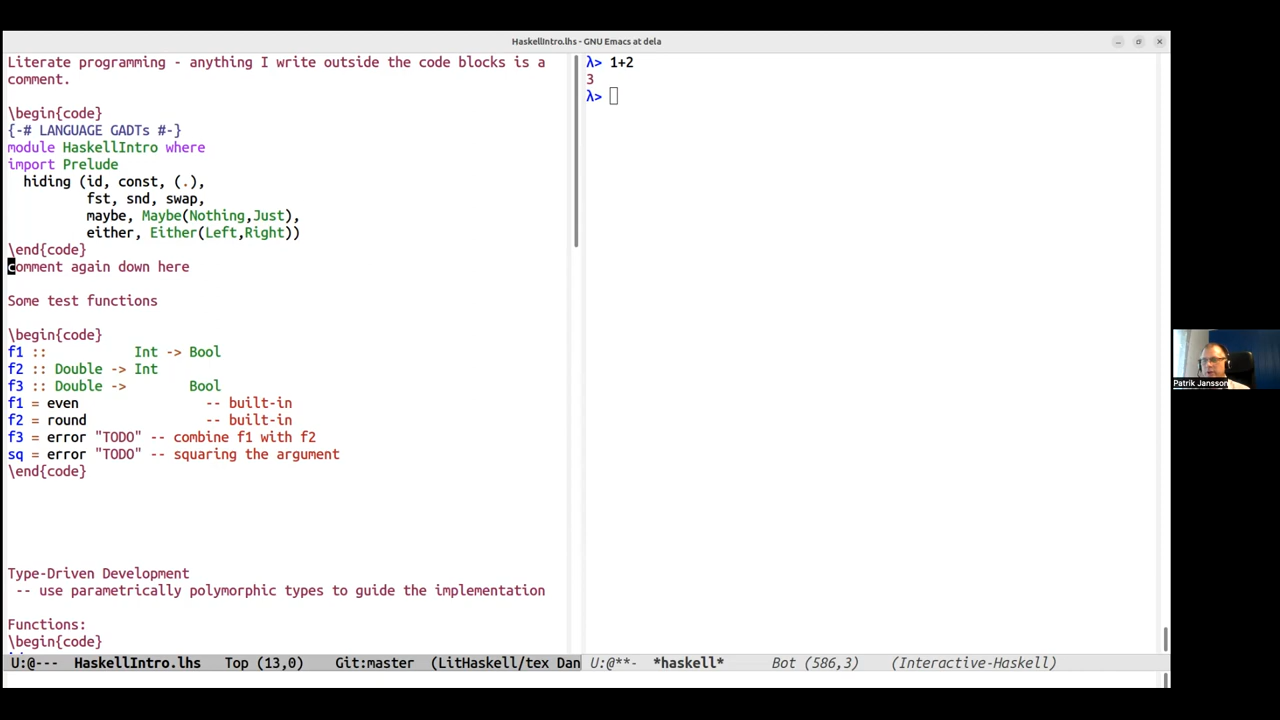 HaskellIntro.lhs - GNU Emacs at dela
Literate programming - anything I write outside the code blocks is a
comment.
\begin{code}
{-# LANGUAGE GADTs #-}
module HaskellIntro where
import Prelude
  hiding (id, const, (.),
          fst, snd, swap,
          maybe, Maybe(Nothing,Just),
          either, Either(Left,Right))
\end{code}
comment again down here
Some test functions
\begin{code}
f1 ::           Int -> Bool
f2 :: Double -> Int
f3 :: Double ->        Bool
f1 = even                -- built-in
f2 = round               -- built-in
f3 = error "TODO" -- combine f1 with f2
sq = error "TODO" -- squaring the argument
\end{code}
Type-Driven Development
 -- use parametrically polymorphic types to guide the implementation
Functions:
\begin{code}
U:@---  HaskellIntro.lhs   Top (13,0)    Git:master  (LitHaskell/tex Dan
λ> 1+2
3
λ>
U:@**-  *haskell*      Bot (586,3)    (Interactive-Haskell)
Patrik Jansson